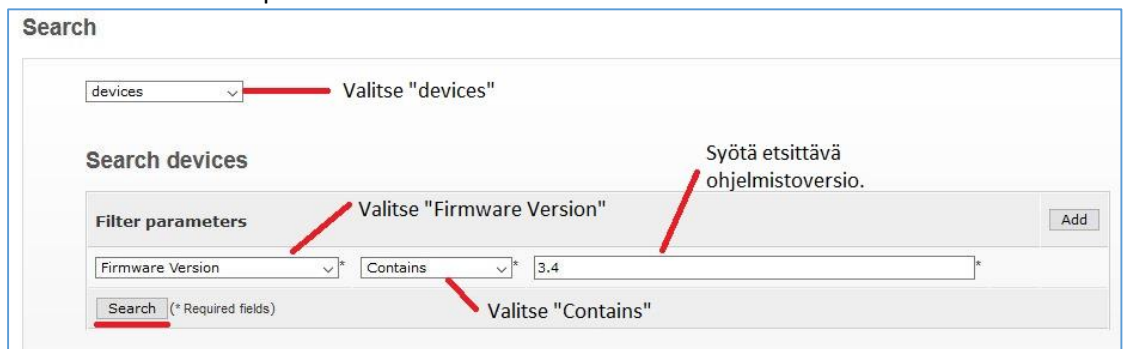 Search
devices
Valitse "devices"
Search devices
Syötä etsittävä
ohjelmistoversio.
Filter parameters
Valitse "Firmware Version"
Add
Firmware Version * Contains * 3.4 *
Search (* Required fields)
Valitse "Contains"